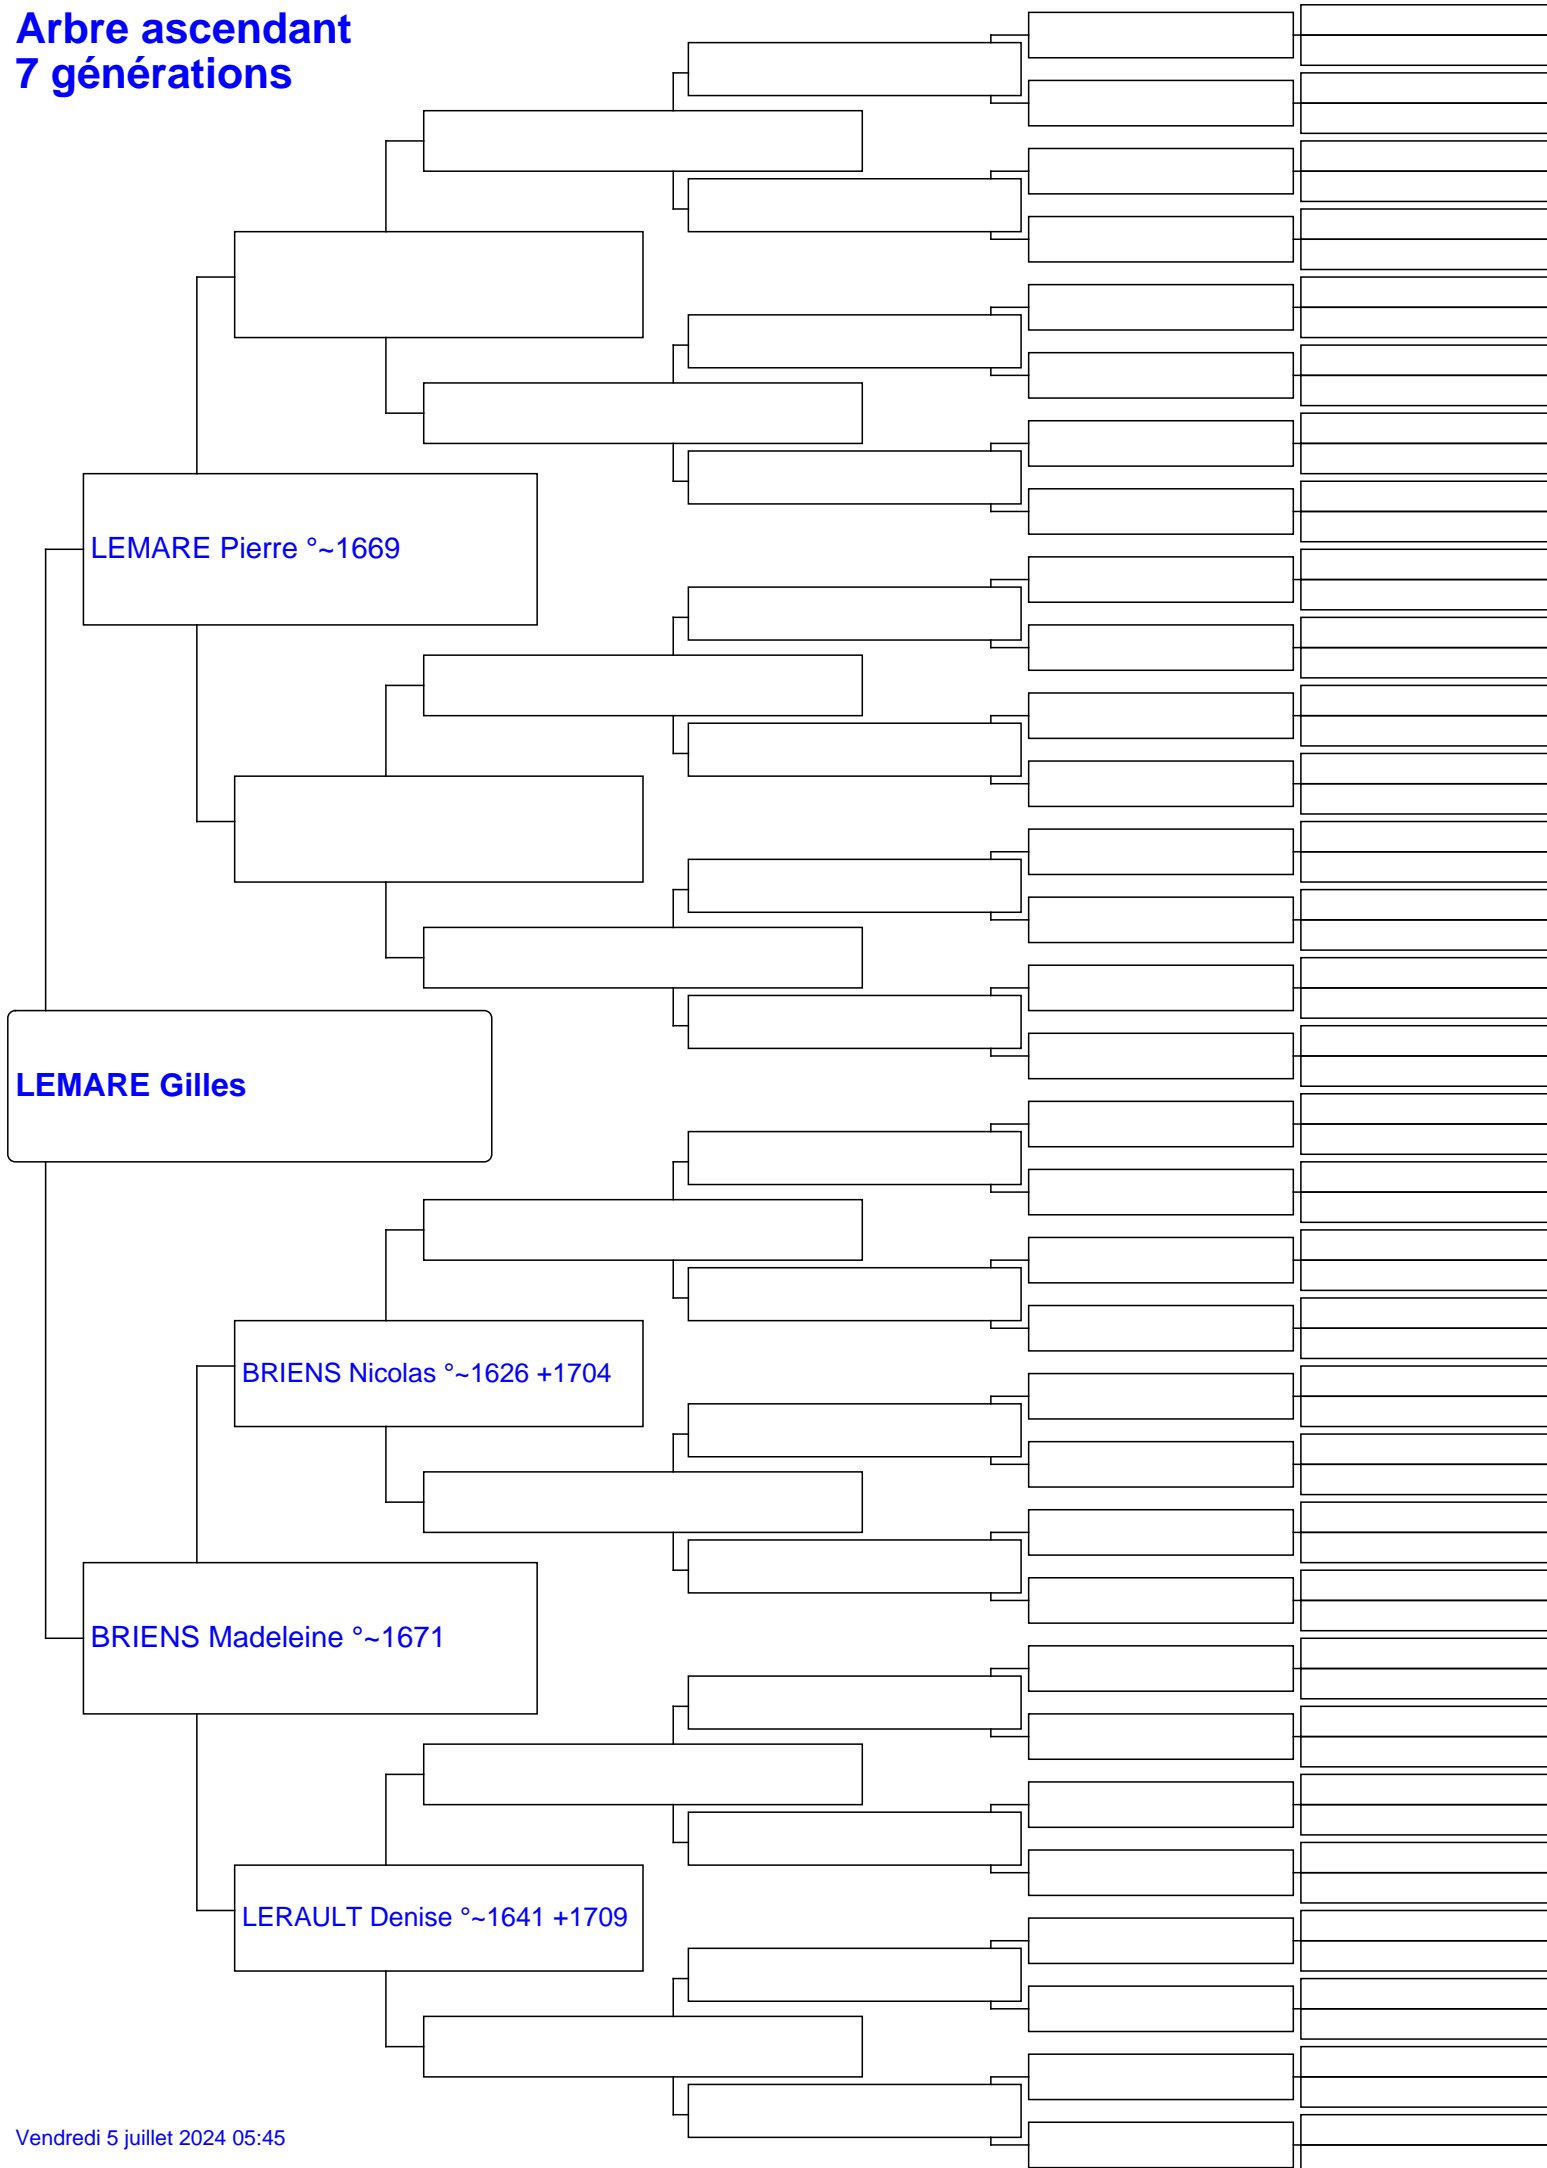 Arbre ascendant
7 générations
LEMARE Pierre °~1669
LEMARE Gilles
BRIENS Nicolas °~1626 +1704
BRIENS Madeleine °~1671
LERAULT Denise °~1641 +1709
Vendredi 5 juillet 2024 05:45